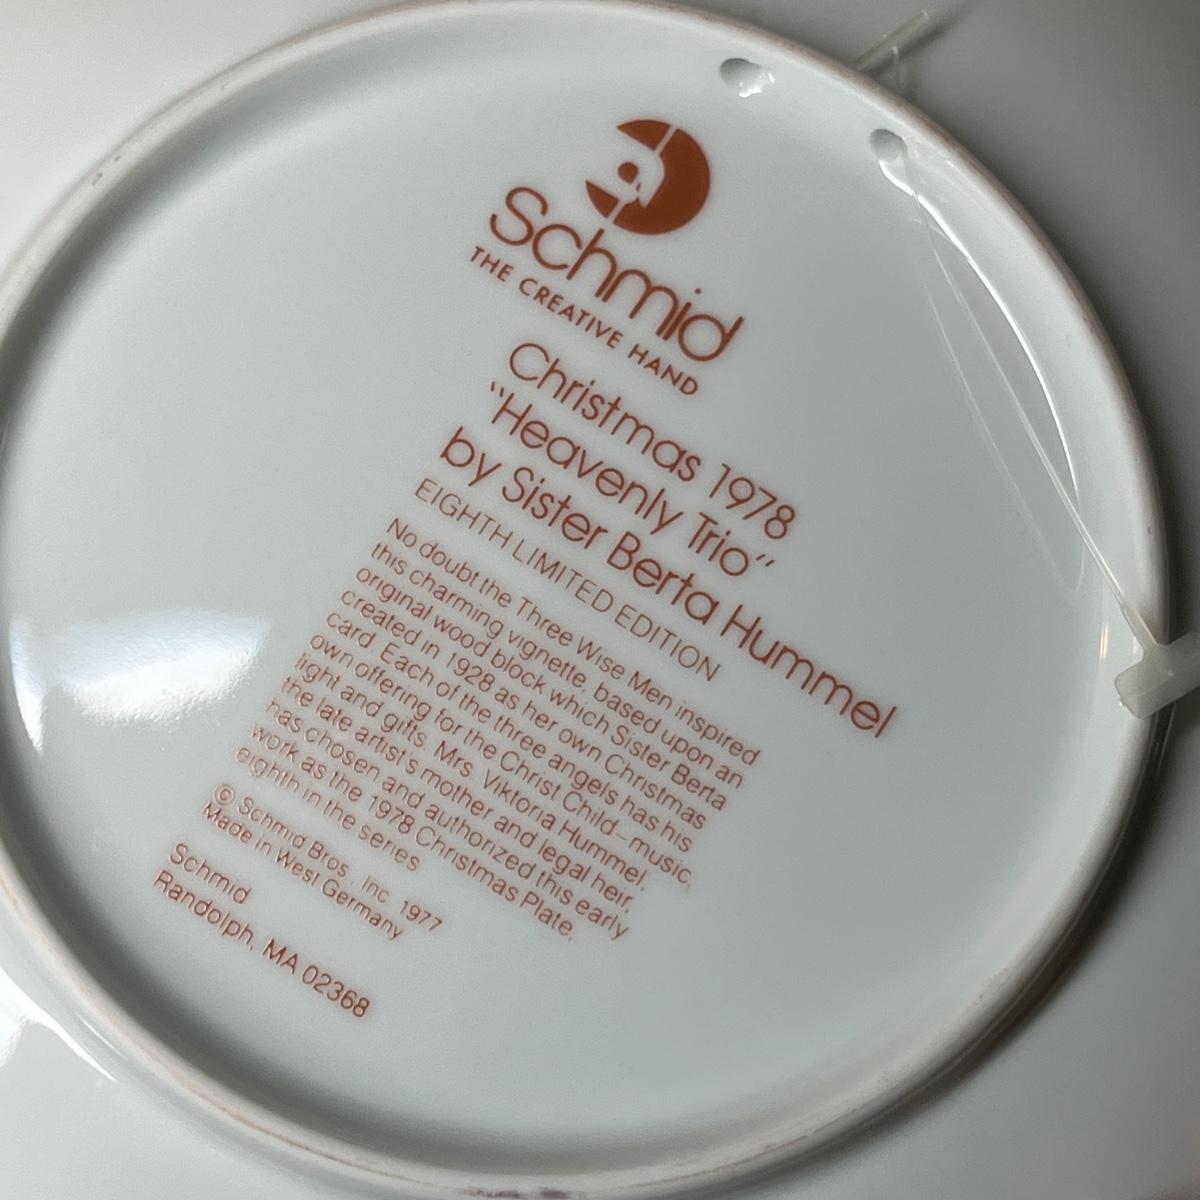 Schmid
THE CREATIVE HAND
Christmas 1978
"Heavenly Trio"
by Sister Berta Hummel
EIGHTH LIMITED EDITION
No doubt the Three Wise Men inspired
this charming vignette, based upon an
original wood block which Sister Berta
created in 1928 as her own Christmas
card. Each of the three angels has his
own offering for the Christ Child–music,
light and gifts. Mrs. Viktoria Hummel,
the late artist's mother and legal heir,
has chosen and authorized this early
work as the 1978 Christmas Plate,
eighth in the series
© Schmid Bros., Inc. 1977
Made in West Germany
Schmid
Randolph, MA 02368